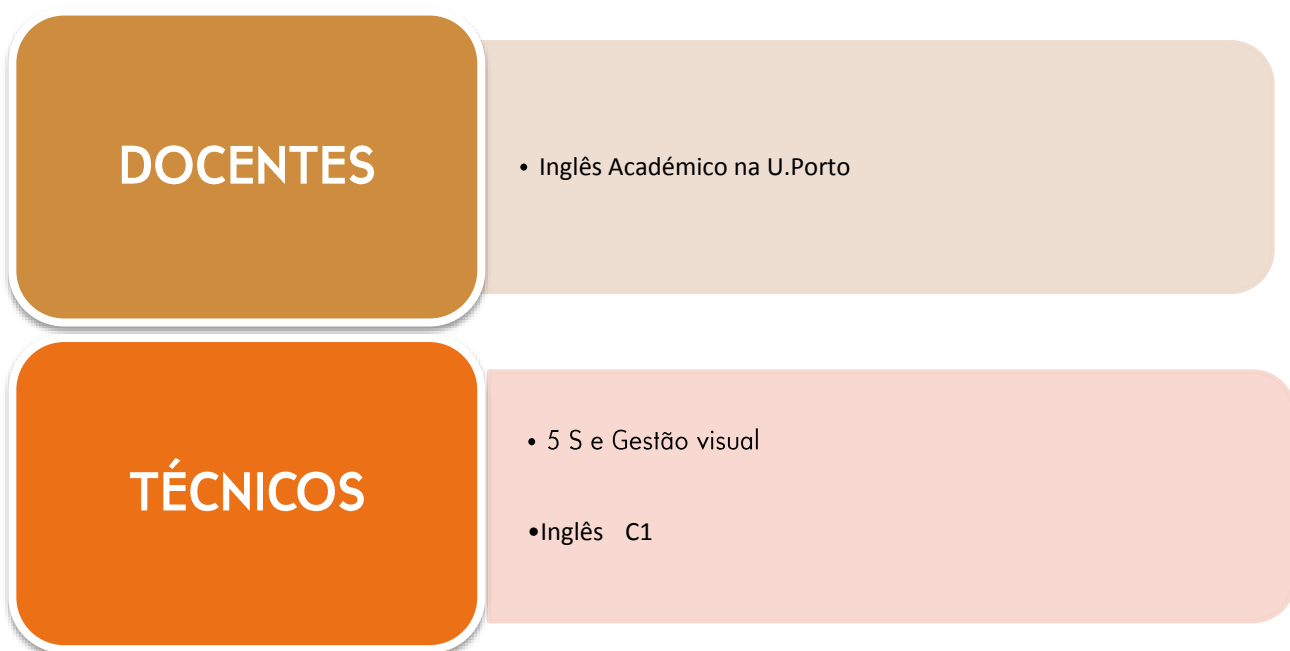 DOCENTES
• Inglês Académico na U.Porto
TÉCNICOS
• 5 S e Gestão visual
•Inglês C1